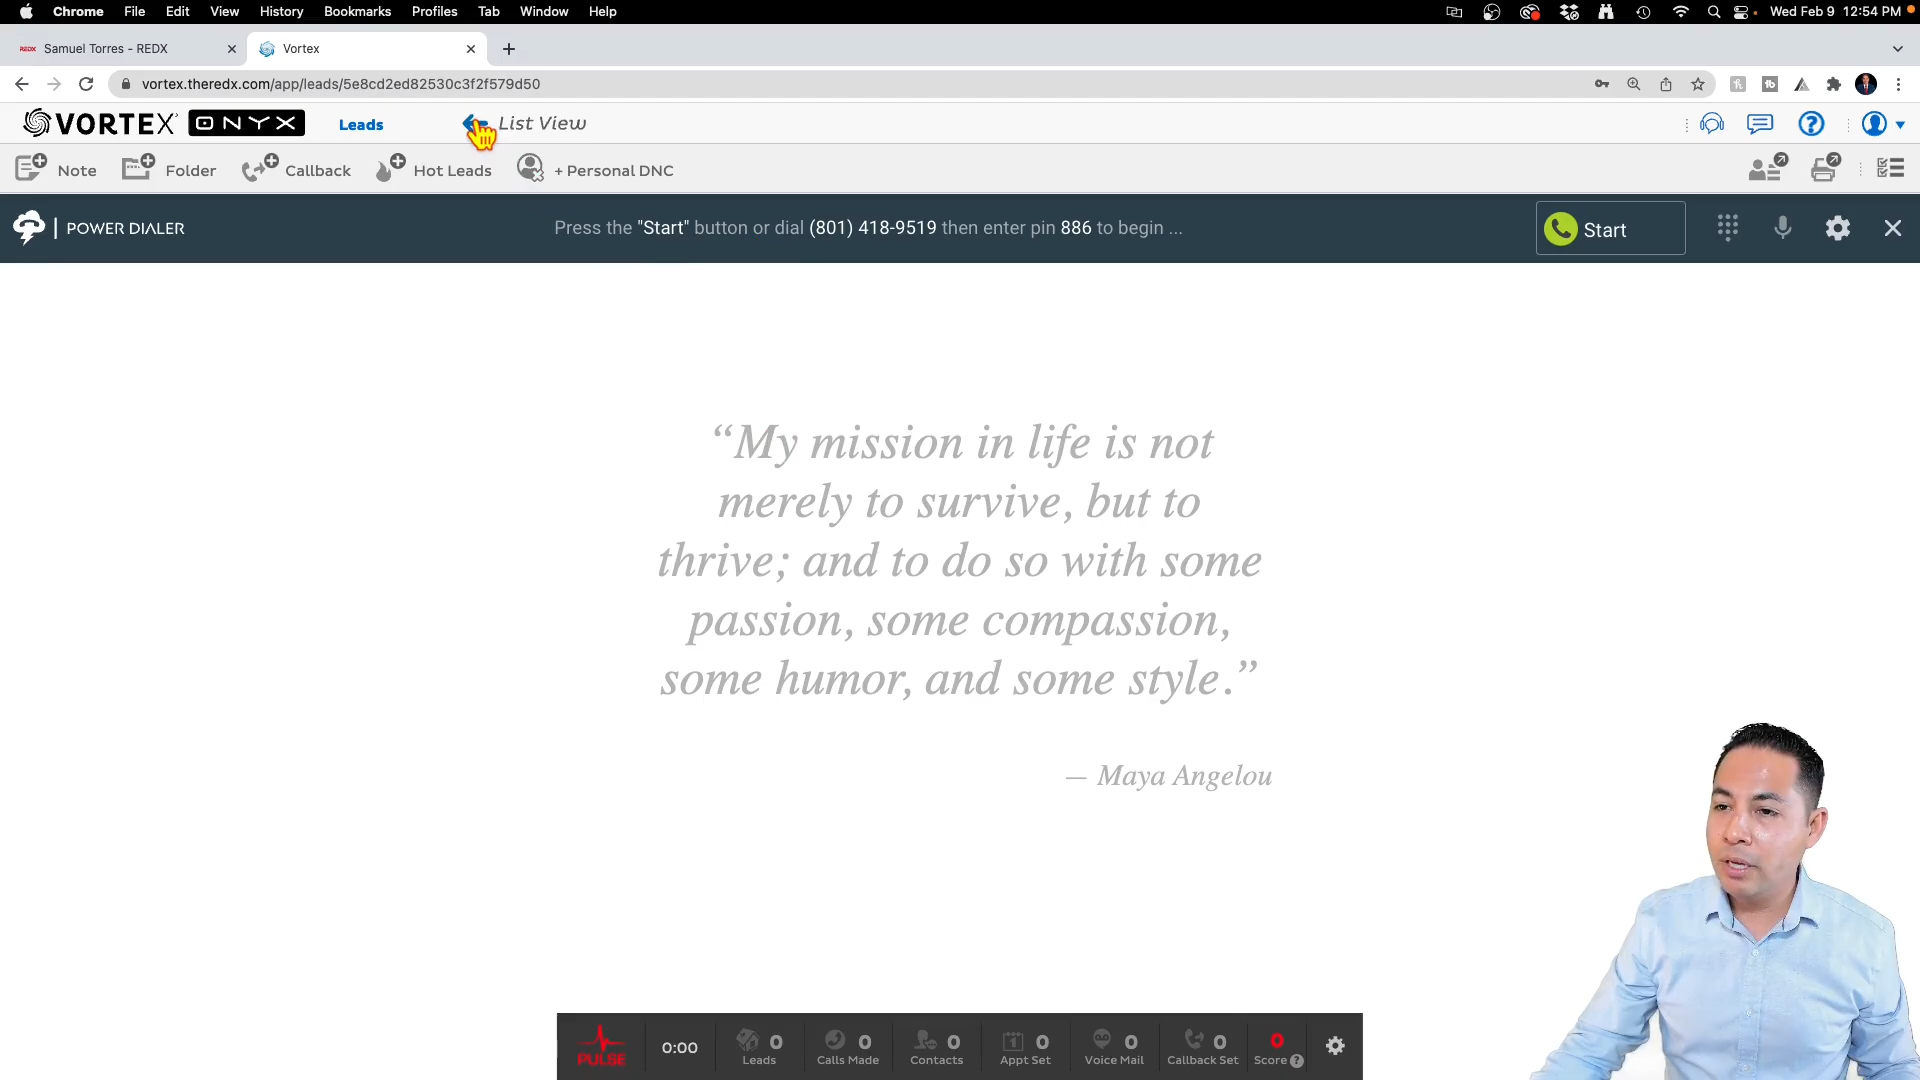 Chrome File Edit View History Bookmarks Profiles Tab Window Help Wed Feb 9 12:54 PM
REDX Samuel Torres - REDX Vortex
vortex.theredx.com/app/leads/5e8cd2ed82530c3f2f579d50
VORTEX ONYX Leads List View
Note Folder Callback Hot Leads + Personal DNC
POWER DIALER Press the "Start" button or dial (801) 418-9519 then enter pin 886 to begin ... Start
“My mission in life is not
merely to survive, but to
thrive; and to do so with some
passion, some compassion,
some humor, and some style.”
— Maya Angelou
PULSE 0:00 0 0 0 1 0 0 0 0
Leads Calls Made Contacts Appt Set Voice Mail Callback Set Score ?